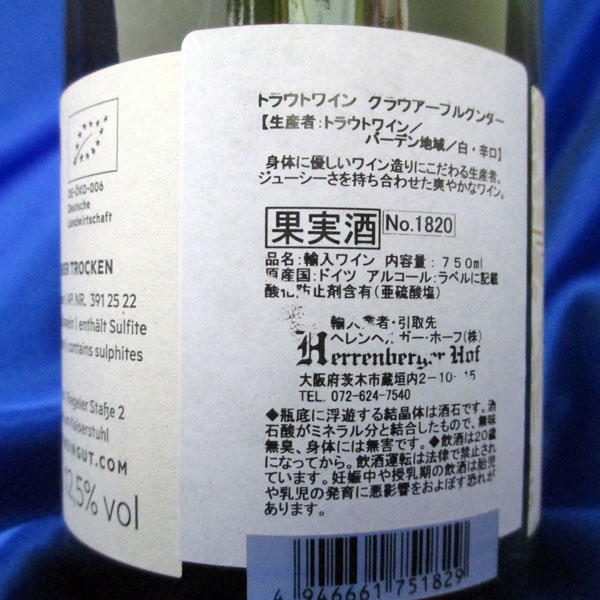 DE-ÖKO-006
Deutsche
Landwirtschaft
TROCKEN
AP. NR. 391 25 22
enthält Sulfite
contains sulphites
Staße 2
Kaiserstuhl
12,5% vol
トラウトワイン グラウアーブルグンダー
【生産者:トラウトワイン/
バーデン地域/白・辛口】
身体に優しいワイン造りにこだわる生産者。
ジューシーさを持ち合わせた爽やかなワイン。
果実酒 No.1820
品名:輸入ワイン 内容量:750ml
原産国:ドイツ アルコール:ラベルに記載
酸化防止剤含有(亜硫酸塩)
輸入業者・引取先
ヘレンベルガー・ホーフ(株)
Herrenberger Hof
大阪府茨木市蔵垣内2-10-15
TEL. 072-624-7540
◆瓶底に浮遊する結晶体は酒石です。酒
石酸がミネラル分と結合したもので、無味
無臭、身体には無害です。◆飲酒は20歳
になってから。飲酒運転は法律で禁止され
ています。妊娠中や授乳期の飲酒は胎児
や乳児の発育に悪影響をおよぼす恐れが
あります。
4 946661 751829